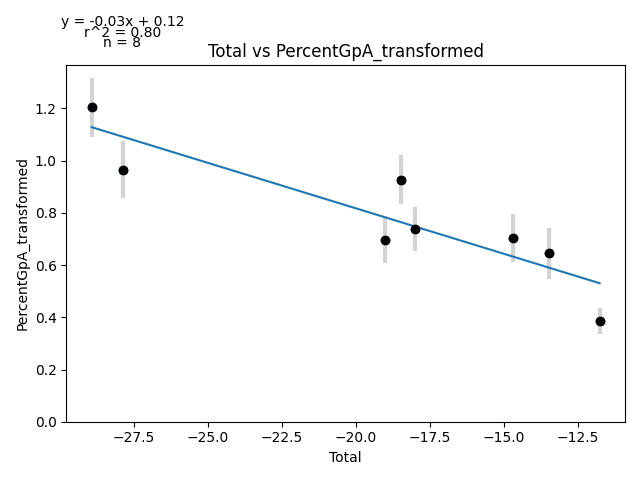 y = -0.03x + 0.12
r^2 = 0.80
n = 8
Total vs PercentGpA_transformed
PercentGpA_transformed
1.2
1.0
0.8
0.6
0.4
0.2
0.0
−27.5 −25.0 −22.5 −20.0 −17.5 −15.0 −12.5
Total